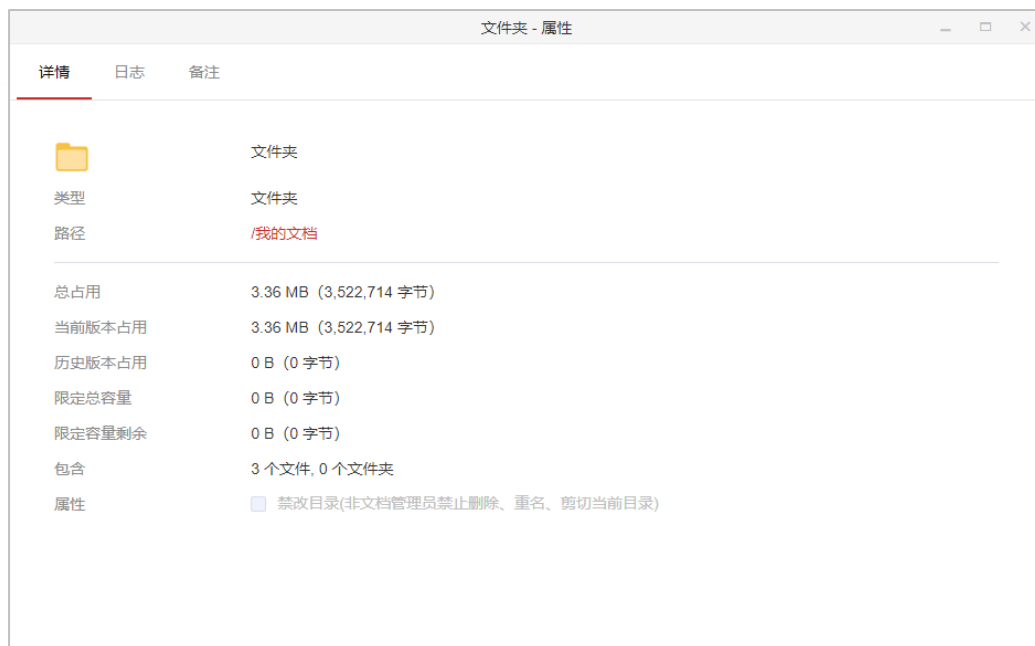 文件夹 - 属性
详情 日志 备注
文件夹
类型 文件夹
路径 /我的文档
总占用 3.36 MB（3,522,714 字节）
当前版本占用 3.36 MB（3,522,714 字节）
历史版本占用 0 B（0 字节）
限定总容量 0 B（0 字节）
限定容量剩余 0 B（0 字节）
包含 3 个文件, 0 个文件夹
属性 禁改目录(非文档管理员禁止删除、重名、剪切当前目录)